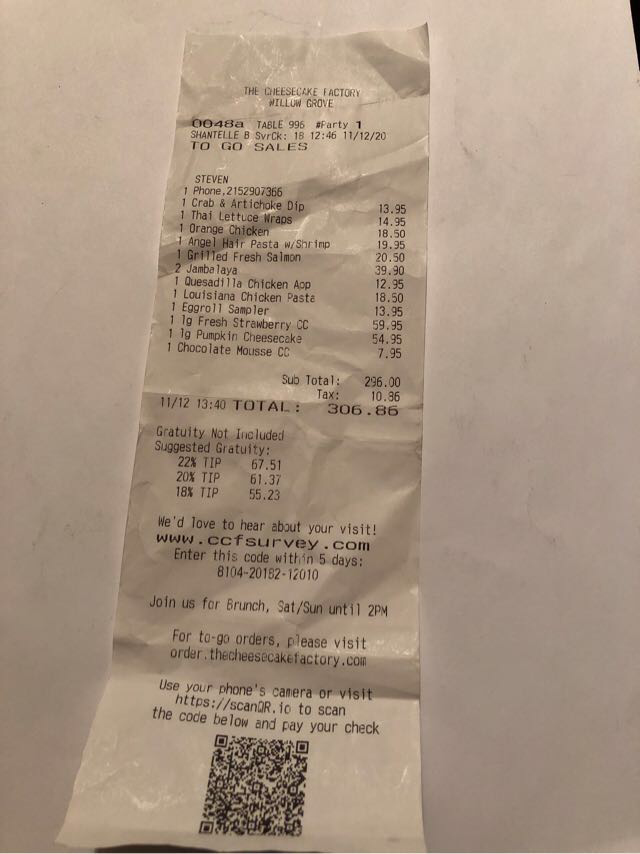 THE CHEESECAKE FACTORY
WILLOW GROVE
0048a TABLE 996 #Party 1
SHANTELLE B SvrCk: 18 12:46 11/12/20
TO GO SALES
STEVEN
1 Phone,2152907366
1 Crab & Artichoke Dip 13.95
1 Thai Lettuce Wraps 14.95
1 Orange Chicken 18.50
1 Angel Hair Pasta w/Shrimp 19.95
1 Grilled Fresh Salmon 20.50
2 Jambalaya 39.90
1 Quesadilla Chicken App 12.95
1 Louisiana Chicken Pasta 18.50
1 Eggroll Sampler 13.95
1 lg Fresh Strawberry CC 59.95
1 lg Pumpkin Cheesecake 54.95
1 Chocolate Mousse CC 7.95
Sub Total: 296.00
Tax: 10.86
11/12 13:40 TOTAL: 306.86
Gratuity Not Included
Suggested Gratuity:
22% TIP 67.51
20% TIP 61.37
18% TIP 55.23
We'd love to hear about your visit!
www.ccfsurvey.com
Enter this code within 5 days:
8104-20182-12010
Join us for Brunch, Sat/Sun until 2PM
For to-go orders, please visit
order.thecheesecakefactory.com
Use your phone's camera or visit
https://scanQR.io to scan
the code below and pay your check